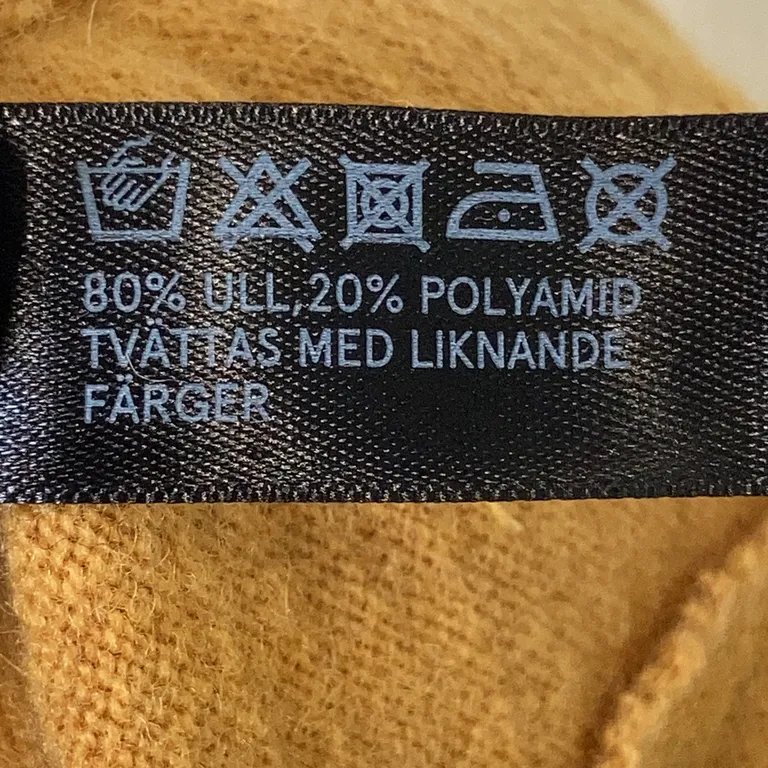 80% ULL, 20% POLYAMID
TVÄTTAS MED LIKNANDE
FÄRGER